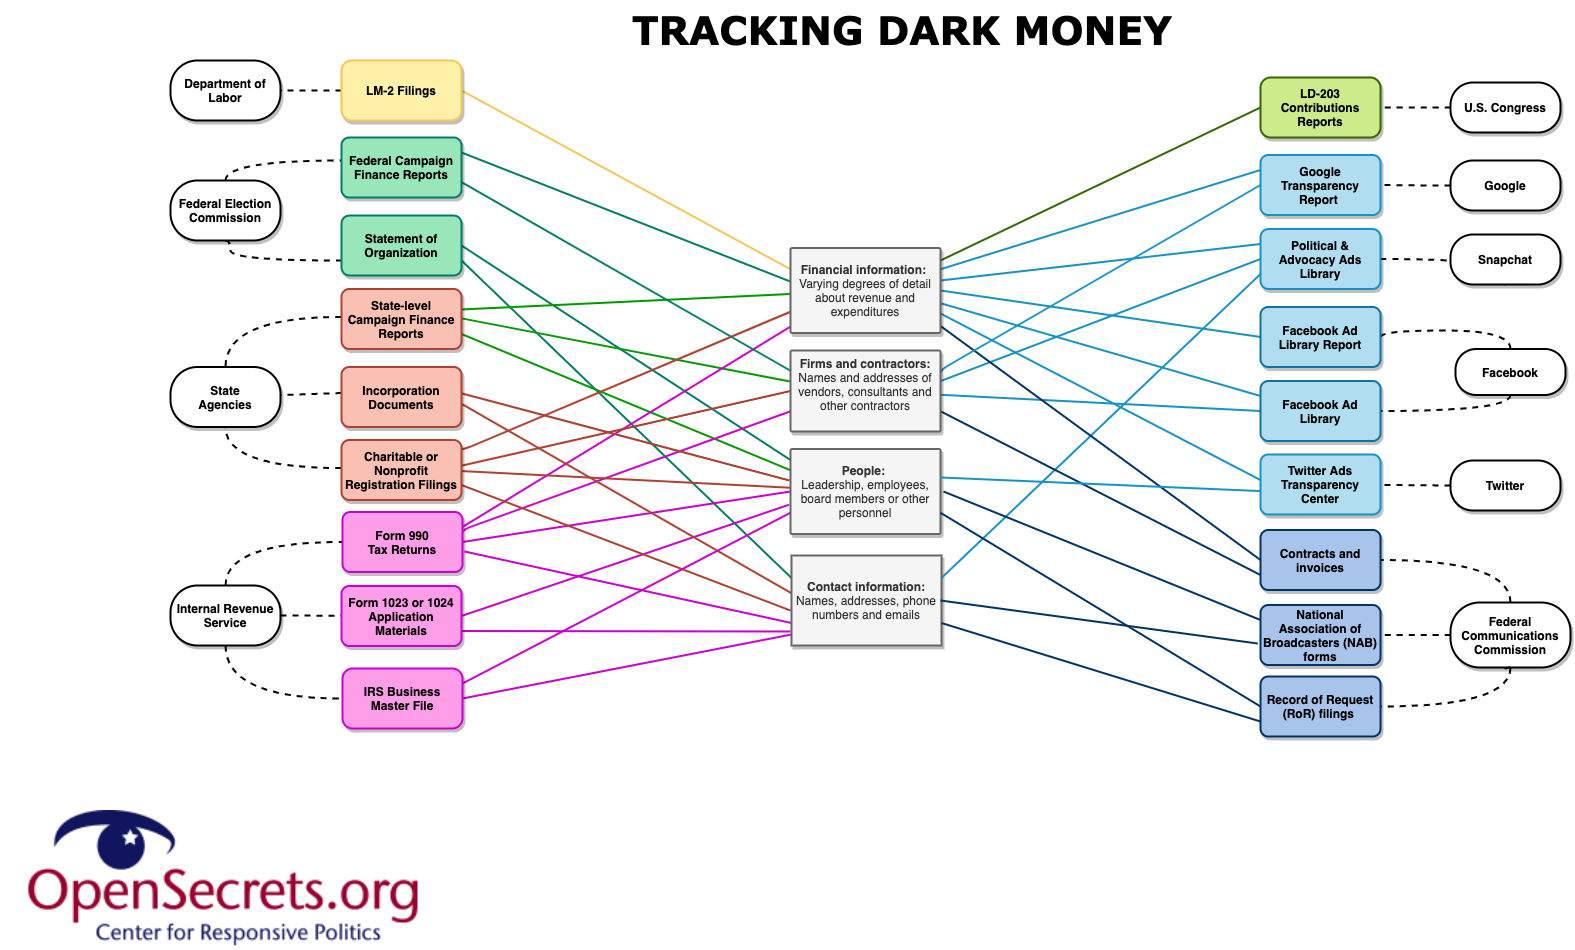 TRACKING DARK MONEY
Department of
Labor
LM-2 Filings
Federal Election
Commission
Federal Campaign
Finance Reports
Statement of
Organization
State
Agencies
State-level
Campaign Finance
Reports
Incorporation
Documents
Charitable or
Nonprofit
Registration Filings
Internal Revenue
Service
Form 990
Tax Returns
Form 1023 or 1024
Application
Materials
IRS Business
Master File
Financial information:
Varying degrees of detail
about revenue and
expenditures
Firms and contractors:
Names and addresses of
vendors, consultants and
other contractors
People:
Leadership, employees,
board members or other
personnel
Contact information:
Names, addresses, phone
numbers and emails
LD-203
Contributions
Reports
U.S. Congress
Google
Transparency
Report
Google
Political &
Advocacy Ads
Library
Snapchat
Facebook Ad
Library Report
Facebook Ad
Library
Facebook
Twitter Ads
Transparency
Center
Twitter
Contracts and
invoices
National
Association of
Broadcasters (NAB)
forms
Record of Request
(RoR) filings
Federal
Communications
Commission
OpenSecrets.org
Center for Responsive Politics